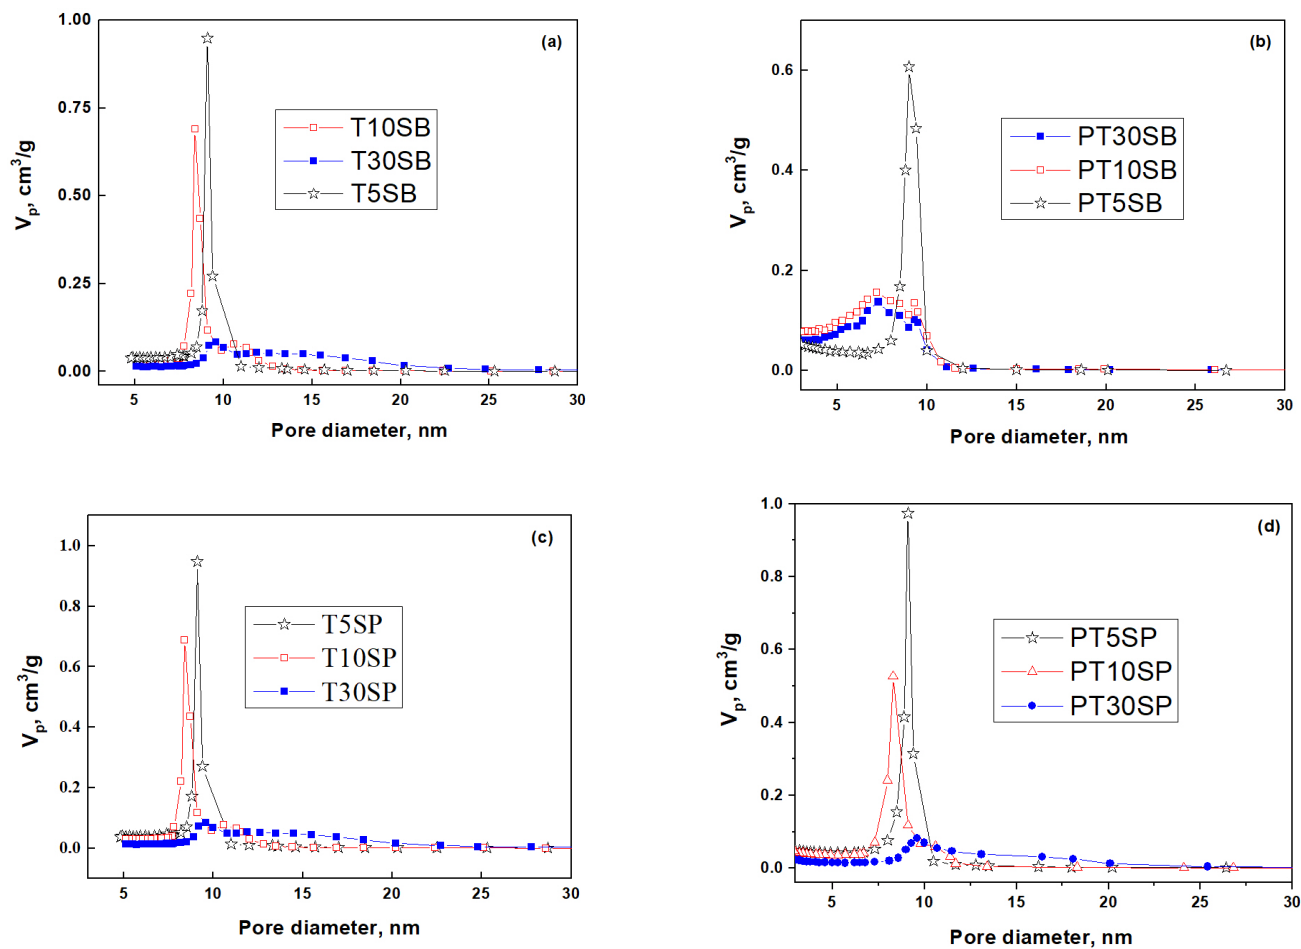 (a)
1.00
0.75
0.50
0.25
0.00
Vp, cm³/g
T10SB
T30SB
T5SB
5 10 15 20 25 30
Pore diameter, nm
(b)
0.6
0.4
0.2
0.0
Vp, cm³/g
PT30SB
PT10SB
PT5SB
5 10 15 20 25 30
Pore diameter, nm
(c)
1.0
0.8
0.6
0.4
0.2
0.0
Vp, cm³/g
T5SP
T10SP
T30SP
5 10 15 20 25 30
Pore diameter, nm
(d)
1.0
0.8
0.6
0.4
0.2
0.0
Vp, cm³/g
PT5SP
PT10SP
PT30SP
5 10 15 20 25 30
Pore diameter, nm